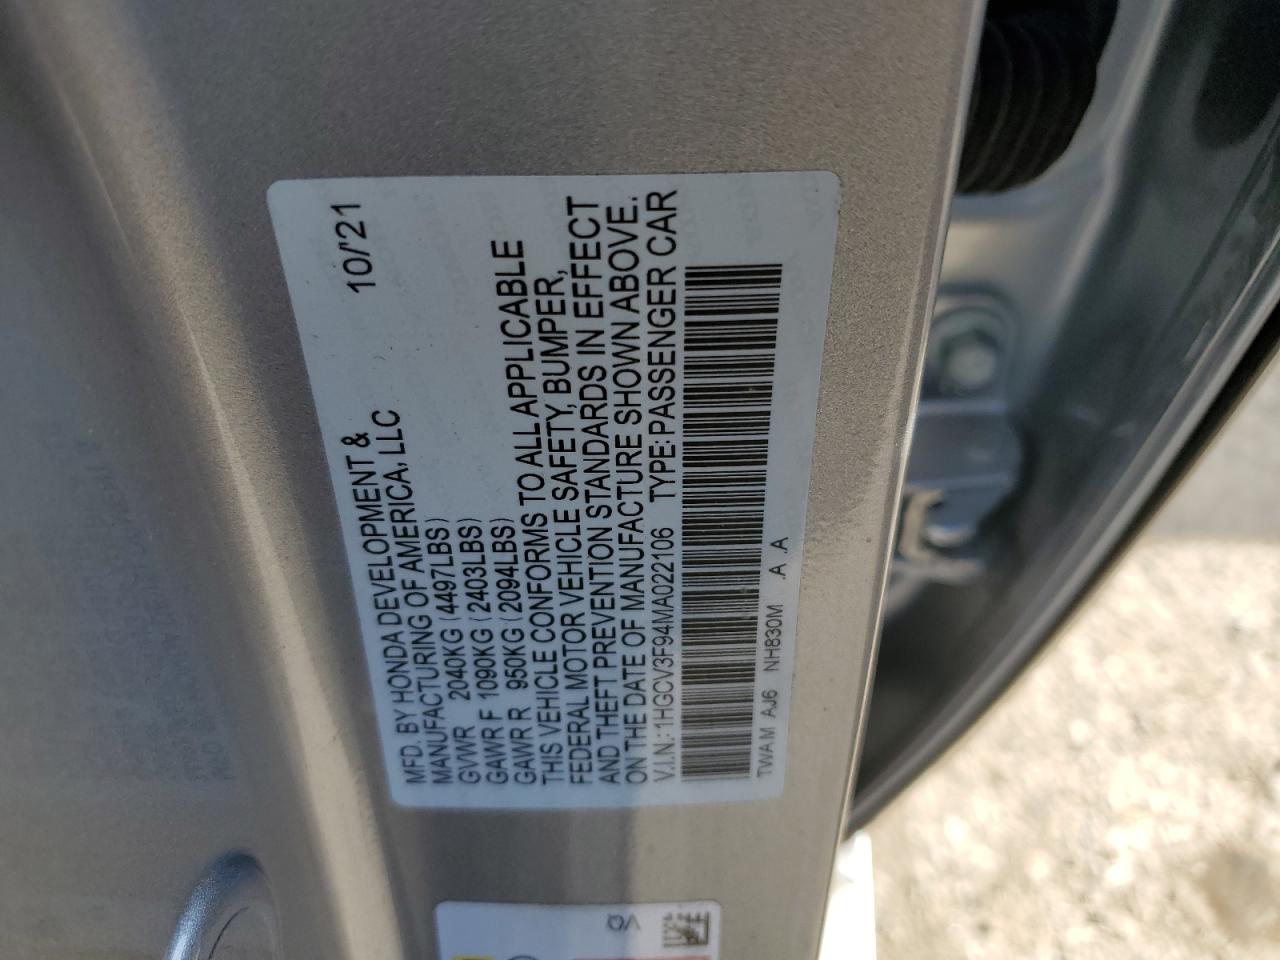 10/'21
MFD. BY HONDA DEVELOPMENT &
MANUFACTURING OF AMERICA, LLC
GVWR 2040KG (4497LBS)
GAWR F 1090KG (2403LBS)
GAWR R 950KG (2094LBS)
THIS VEHICLE CONFORMS TO ALL APPLICABLE
FEDERAL MOTOR VEHICLE SAFETY, BUMPER,
AND THEFT PREVENTION STANDARDS IN EFFECT
ON THE DATE OF MANUFACTURE SHOWN ABOVE.
V.I.N.: 1HGCV3F94MA022106 TYPE: PASSENGER CAR
TWAM AJ6 NH830M .A .A
VQ